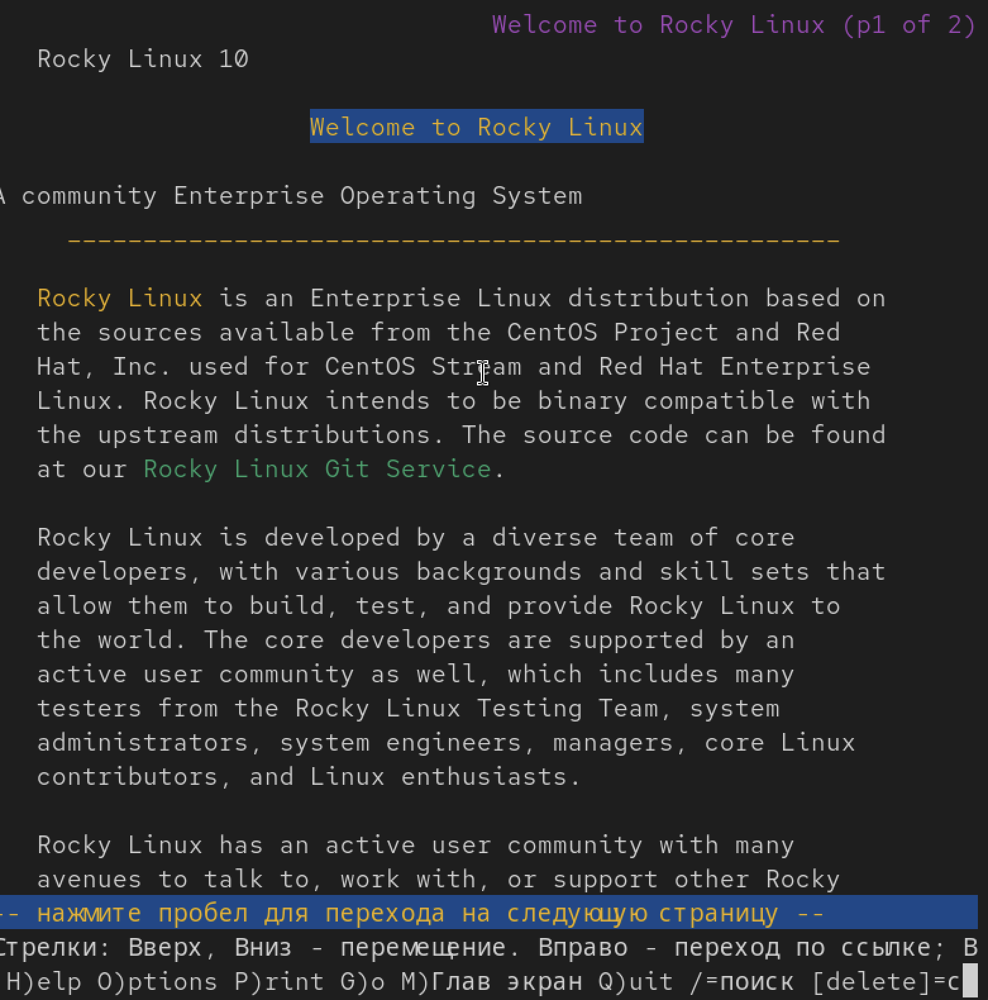 Welcome to Rocky Linux (p1 of 2)
Rocky Linux 10
Welcome to Rocky Linux
A community Enterprise Operating System
---------------------------------------------------
Rocky Linux is an Enterprise Linux distribution based on
the sources available from the CentOS Project and Red
Hat, Inc. used for CentOS Stream and Red Hat Enterprise
Linux. Rocky Linux intends to be binary compatible with
the upstream distributions. The source code can be found
at our Rocky Linux Git Service.
Rocky Linux is developed by a diverse team of core
developers, with various backgrounds and skill sets that
allow them to build, test, and provide Rocky Linux to
the world. The core developers are supported by an
active user community as well, which includes many
testers from the Rocky Linux Testing Team, system
administrators, system engineers, managers, core Linux
contributors, and Linux enthusiasts.
Rocky Linux has an active user community with many
avenues to talk to, work with, or support other Rocky
-- нажмите пробел для перехода на следующую страницу --
Стрелки: Вверх, Вниз - перемещение. Вправо - переход по ссылке; В
H)elp O)ptions P)rint G)o M)Глав экран Q)uit /=поиск [delete]=с